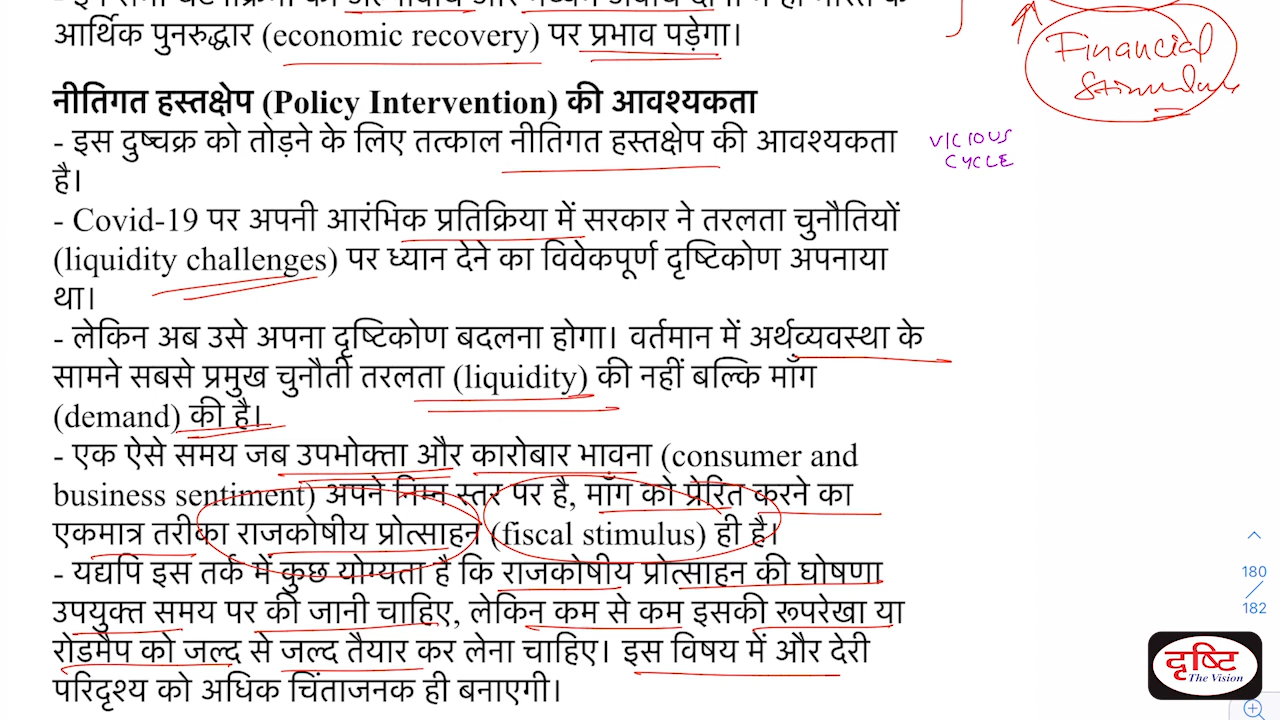 आर्थिक पुनरुद्धार (economic recovery) पर प्रभाव पड़ेगा।
Financial
Stimulus
नीतिगत हस्तक्षेप (Policy Intervention) की आवश्यकता
- इस दुष्चक्र को तोड़ने के लिए तत्काल नीतिगत हस्तक्षेप की आवश्यकता
है।
VICIOUS
CYCLE
- Covid-19 पर अपनी आरंभिक प्रतिक्रिया में सरकार ने तरलता चुनौतियों
(liquidity challenges) पर ध्यान देने का विवेकपूर्ण दृष्टिकोण अपनाया
था।
- लेकिन अब उसे अपना दृष्टिकोण बदलना होगा। वर्तमान में अर्थव्यवस्था के
सामने सबसे प्रमुख चुनौती तरलता (liquidity) की नहीं बल्कि माँग
(demand) की है।
- एक ऐसे समय जब उपभोक्ता और कारोबार भावना (consumer and
business sentiment) अपने निम्न स्तर पर है, माँग को प्रेरित करने का
एकमात्र तरीका राजकोषीय प्रोत्साहन (fiscal stimulus) ही है।
- यद्यपि इस तर्क में कुछ योग्यता है कि राजकोषीय प्रोत्साहन की घोषणा
उपयुक्त समय पर की जानी चाहिए, लेकिन कम से कम इसकी रूपरेखा या
रोडमैप को जल्द से जल्द तैयार कर लेना चाहिए। इस विषय में और देरी
परिदृश्य को अधिक चिंताजनक ही बनाएगी।
180
/
182
दृष्टि
The Vision